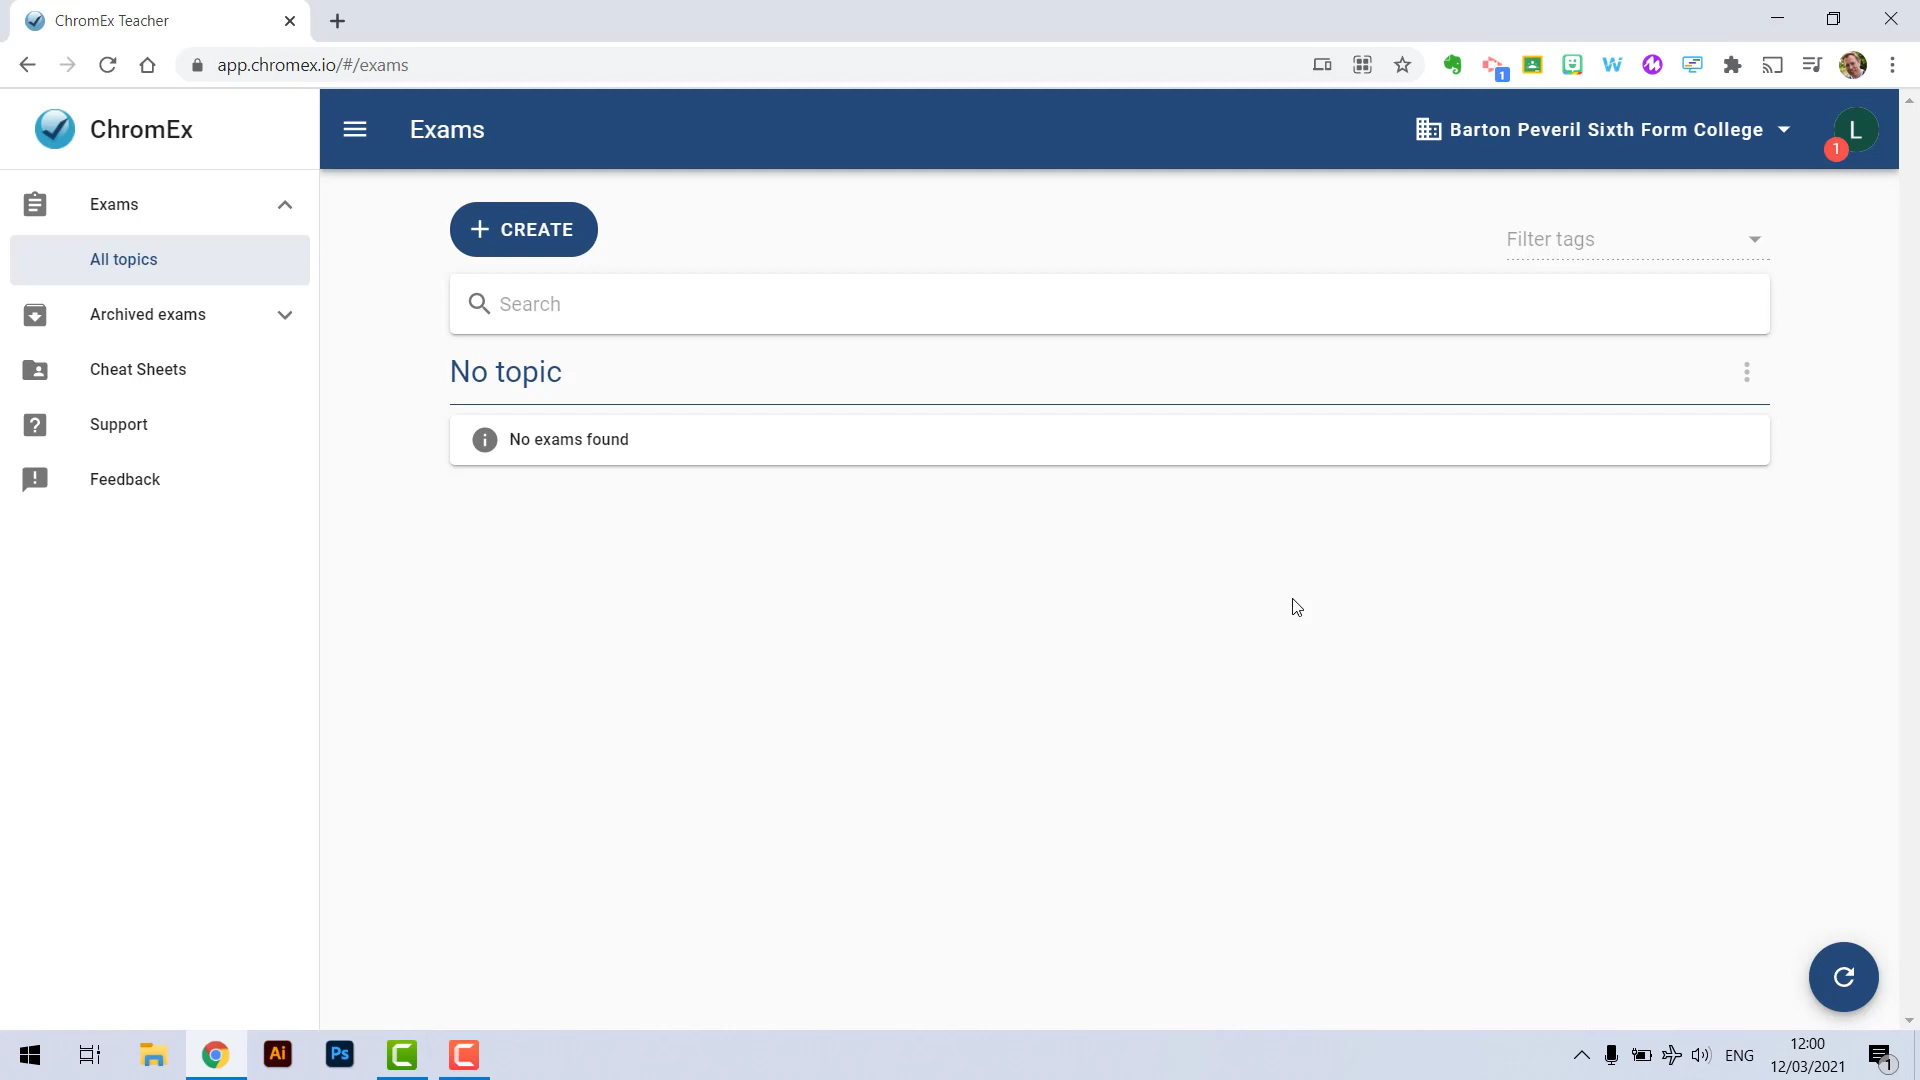 ChromEx Teacher
app.chromex.io/#/exams
1
ChromEx
Exams
Barton Peveril Sixth Form College
L
1
Exams
All topics
Archived exams
Cheat Sheets
Support
Feedback
+ CREATE
Filter tags
Search
No topic
No exams found
Ai
Ps
ENG
12:00
12/03/2021
1